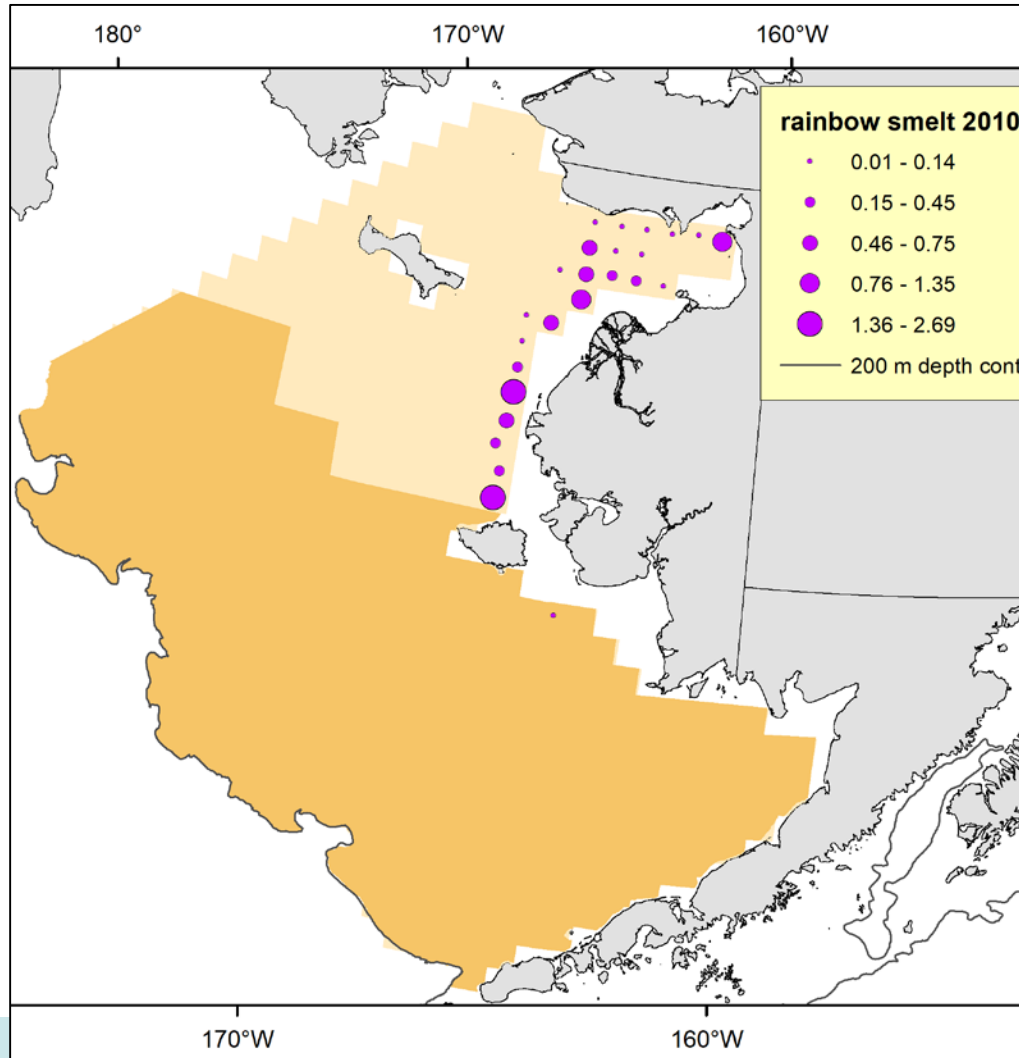 180° 170°W 160°W
rainbow smelt 2010
0.01 - 0.14
0.15 - 0.45
0.46 - 0.75
0.76 - 1.35
1.36 - 2.69
200 m depth cont
170°W 160°W